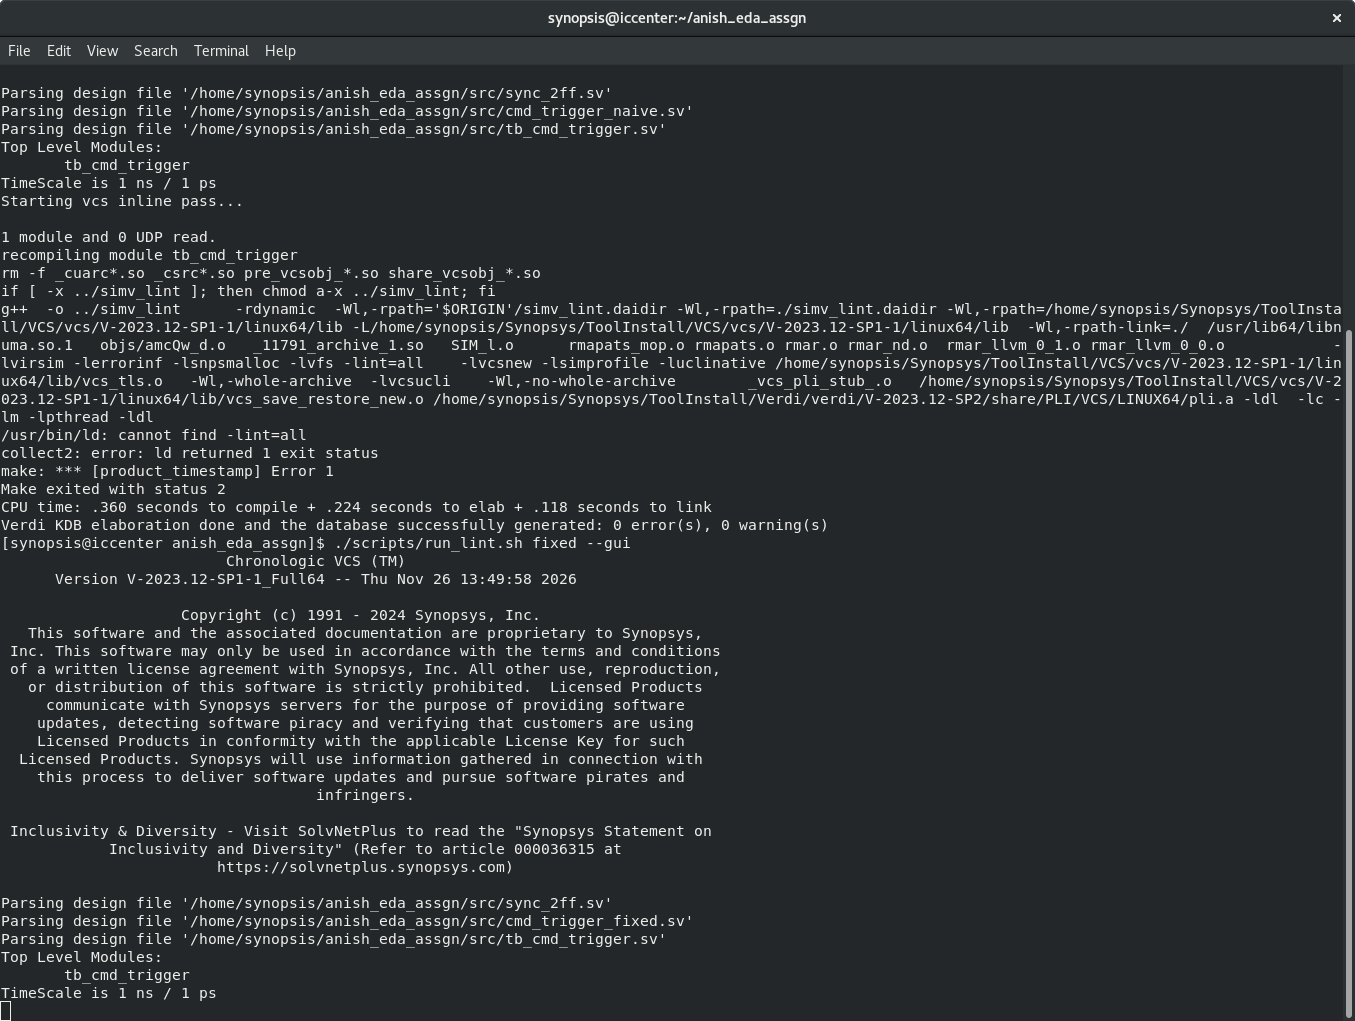 synopsis@iccenter:~/anish_eda_assgn
×
File Edit View Search Terminal Help
Parsing design file '/home/synopsis/anish_eda_assgn/src/sync_2ff.sv'
Parsing design file '/home/synopsis/anish_eda_assgn/src/cmd_trigger_naive.sv'
Parsing design file '/home/synopsis/anish_eda_assgn/src/tb_cmd_trigger.sv'
Top Level Modules:
       tb_cmd_trigger
TimeScale is 1 ns / 1 ps
Starting vcs inline pass...

1 module and 0 UDP read.
recompiling module tb_cmd_trigger
rm -f _cuarc*.so _csrc*.so pre_vcsobj_*.so share_vcsobj_*.so
if [ -x ../simv_lint ]; then chmod a-x ../simv_lint; fi
g++  -o ../simv_lint      -rdynamic  -Wl,-rpath='$ORIGIN'/simv_lint.daidir -Wl,-rpath=./simv_lint.daidir -Wl,-rpath=/home/synopsis/Synopsys/ToolInsta
ll/VCS/vcs/V-2023.12-SP1-1/linux64/lib -L/home/synopsis/Synopsys/ToolInstall/VCS/vcs/V-2023.12-SP1-1/linux64/lib  -Wl,-rpath-link=./  /usr/lib64/libn
uma.so.1   objs/amcQw_d.o   _11791_archive_1.so   SIM_l.o      rmapats_mop.o rmapats.o rmar.o rmar_nd.o  rmar_llvm_0_1.o rmar_llvm_0_0.o            -
lvirsim -lerrorinf -lsnpsmalloc -lvfs -lint=all    -lvcsnew -lsimprofile -luclinative /home/synopsis/Synopsys/ToolInstall/VCS/vcs/V-2023.12-SP1-1/lin
ux64/lib/vcs_tls.o   -Wl,-whole-archive  -lvcsucli    -Wl,-no-whole-archive        _vcs_pli_stub_.o   /home/synopsis/Synopsys/ToolInstall/VCS/vcs/V-2
023.12-SP1-1/linux64/lib/vcs_save_restore_new.o /home/synopsis/Synopsys/ToolInstall/Verdi/verdi/V-2023.12-SP2/share/PLI/VCS/LINUX64/pli.a -ldl  -lc -
lm -lpthread -ldl
/usr/bin/ld: cannot find -lint=all
collect2: error: ld returned 1 exit status
make: *** [product_timestamp] Error 1
Make exited with status 2
CPU time: .360 seconds to compile + .224 seconds to elab + .118 seconds to link
Verdi KDB elaboration done and the database successfully generated: 0 error(s), 0 warning(s)
[synopsis@iccenter anish_eda_assgn]$ ./scripts/run_lint.sh fixed --gui
                         Chronologic VCS (TM)
      Version V-2023.12-SP1-1_Full64 -- Thu Nov 26 13:49:58 2026

                    Copyright (c) 1991 - 2024 Synopsys, Inc.
   This software and the associated documentation are proprietary to Synopsys,
 Inc. This software may only be used in accordance with the terms and conditions
 of a written license agreement with Synopsys, Inc. All other use, reproduction,
   or distribution of this software is strictly prohibited.  Licensed Products
     communicate with Synopsys servers for the purpose of providing software
    updates, detecting software piracy and verifying that customers are using
    Licensed Products in conformity with the applicable License Key for such
  Licensed Products. Synopsys will use information gathered in connection with
    this process to deliver software updates and pursue software pirates and
                                   infringers.

 Inclusivity & Diversity - Visit SolvNetPlus to read the "Synopsys Statement on
            Inclusivity and Diversity" (Refer to article 000036315 at
                        https://solvnetplus.synopsys.com)

Parsing design file '/home/synopsis/anish_eda_assgn/src/sync_2ff.sv'
Parsing design file '/home/synopsis/anish_eda_assgn/src/cmd_trigger_fixed.sv'
Parsing design file '/home/synopsis/anish_eda_assgn/src/tb_cmd_trigger.sv'
Top Level Modules:
       tb_cmd_trigger
TimeScale is 1 ns / 1 ps